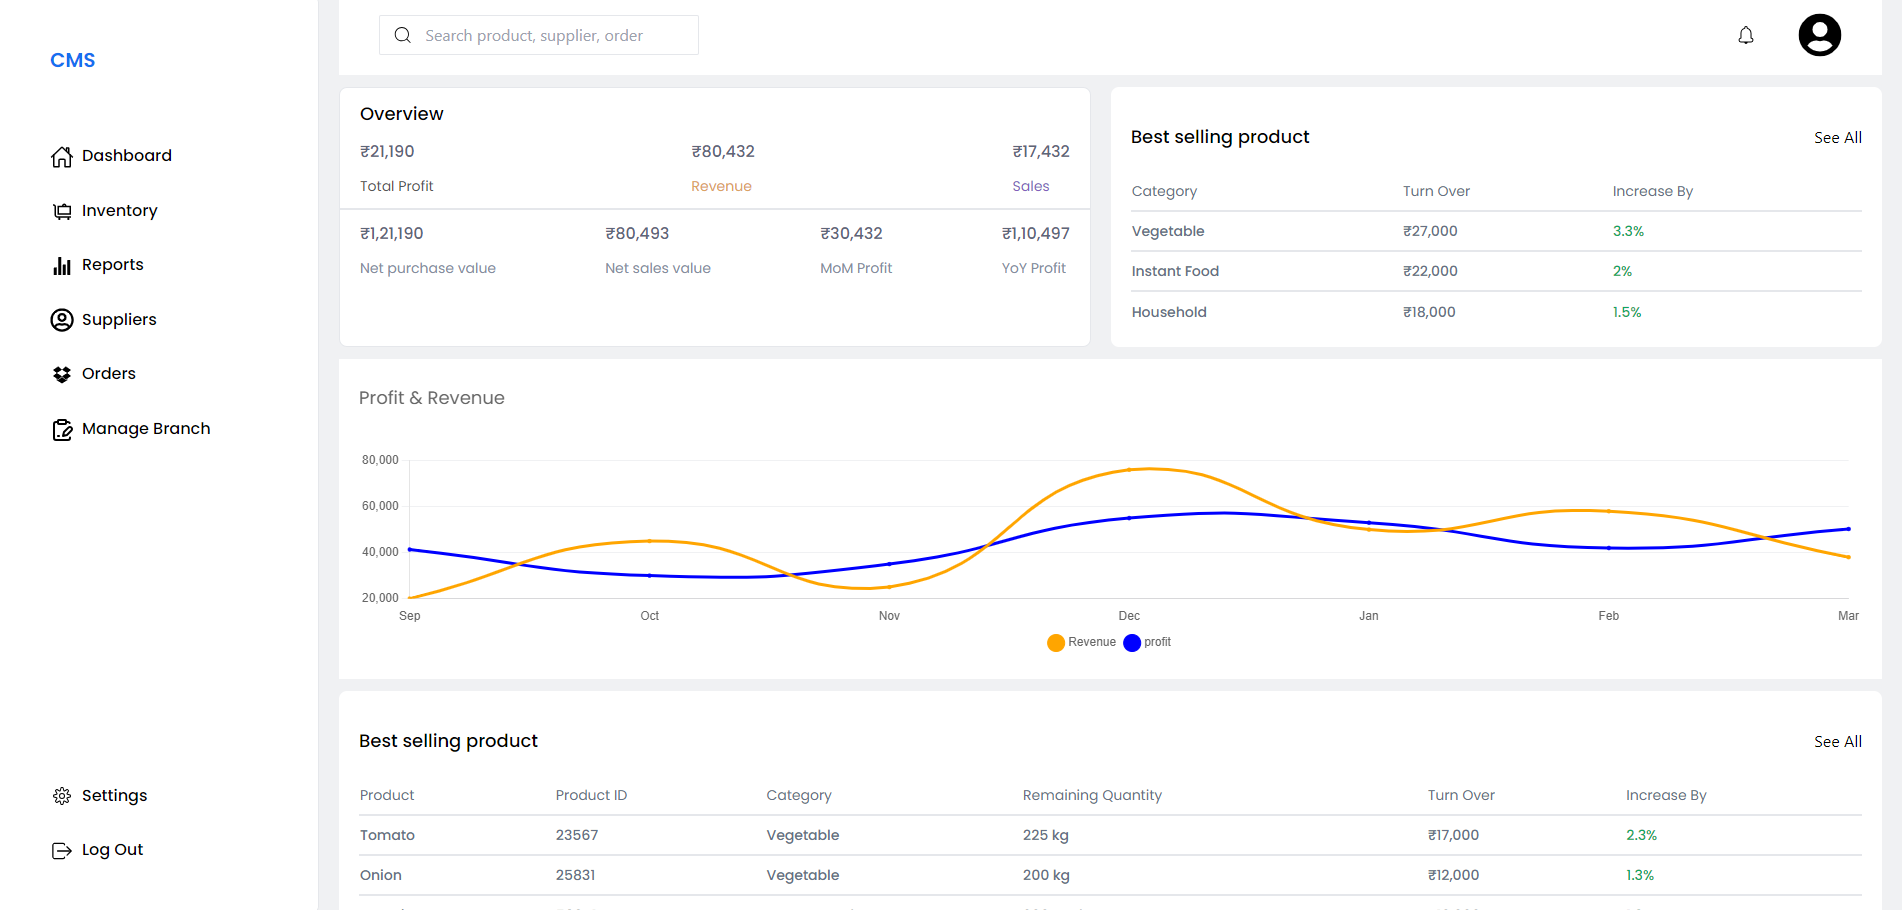 CMS
Dashboard
Inventory
Reports
Suppliers
Orders
Manage Branch
Settings
Log Out
Search product, supplier, order
Overview
₹21,190 ₹80,432 ₹17,432
Total Profit Revenue Sales
₹1,21,190 ₹80,493 ₹30,432 ₹1,10,497
Net purchase value Net sales value MoM Profit YoY Profit
Best selling product See All
Category Turn Over Increase By
Vegetable ₹27,000 3.3%
Instant Food ₹22,000 2%
Household ₹18,000 1.5%
Profit & Revenue
80,000
60,000
40,000
20,000
Sep Oct Nov Dec Jan Feb Mar
Revenue profit
Best selling product See All
Product Product ID Category Remaining Quantity Turn Over Increase By
Tomato 23567 Vegetable 225 kg ₹17,000 2.3%
Onion 25831 Vegetable 200 kg ₹12,000 1.3%